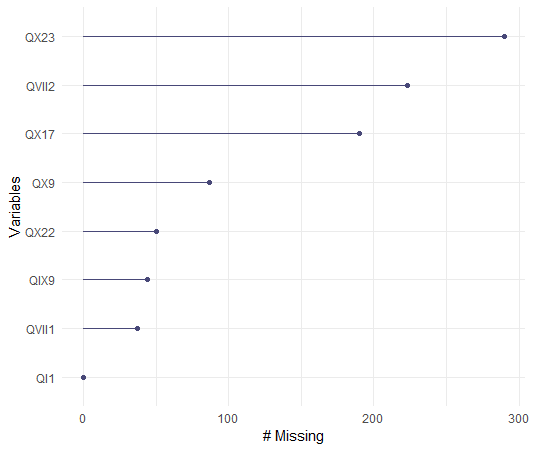 QX23
QVII2
QX17
QX9
QX22
QIX9
QVII1
QI1
Variables
0 100 200 300
# Missing